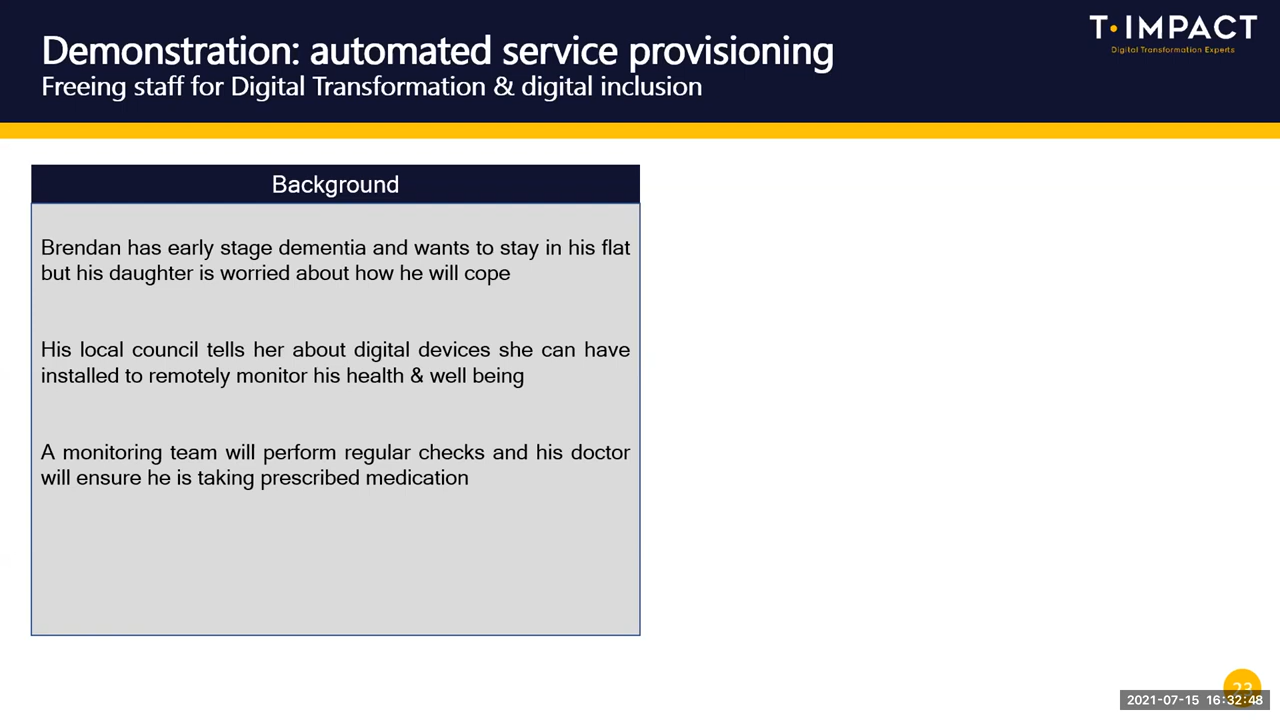 Demonstration: automated service provisioning
Freeing staff for Digital Transformation & digital inclusion
T·IMPACT
Digital Transformation Experts
Background
Brendan has early stage dementia and wants to stay in his flat
but his daughter is worried about how he will cope
His local council tells her about digital devices she can have
installed to remotely monitor his health & well being
A monitoring team will perform regular checks and his doctor
will ensure he is taking prescribed medication
23
2021-07-15 16:32:48